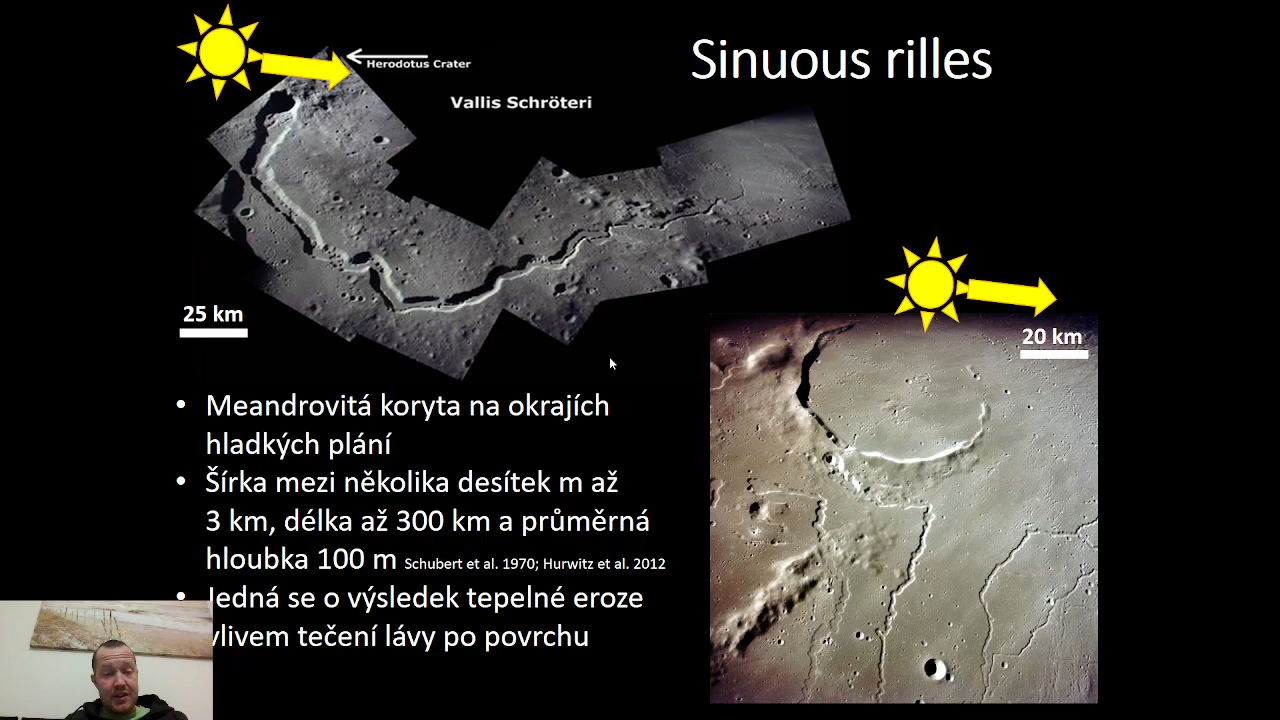 Sinuous rilles
Herodotus Crater
Vallis Schröteri
25 km
20 km
• Meandrovitá koryta na okrajích
hladkých plání
• Šírka mezi několika desítek m až
3 km, délka až 300 km a průměrná
hloubka 100 m Schubert et al. 1970; Hurwitz et al. 2012
• Jedná se o výsledek tepelné eroze
vlivem tečení lávy po povrchu